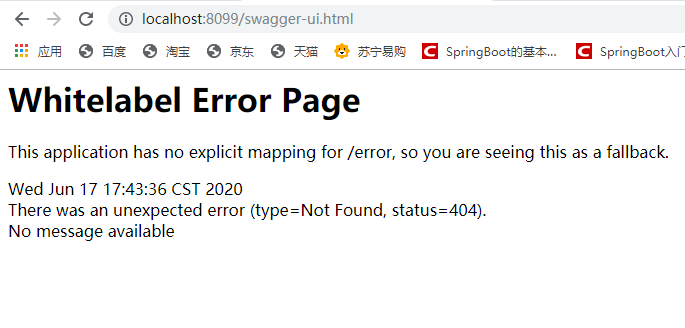 localhost:8099/swagger-ui.html
应用 百度 淘宝 京东 天猫 苏宁易购 SpringBoot的基本... SpringBoot入门
Whitelabel Error Page
This application has no explicit mapping for /error, so you are seeing this as a fallback.
Wed Jun 17 17:43:36 CST 2020
There was an unexpected error (type=Not Found, status=404).
No message available